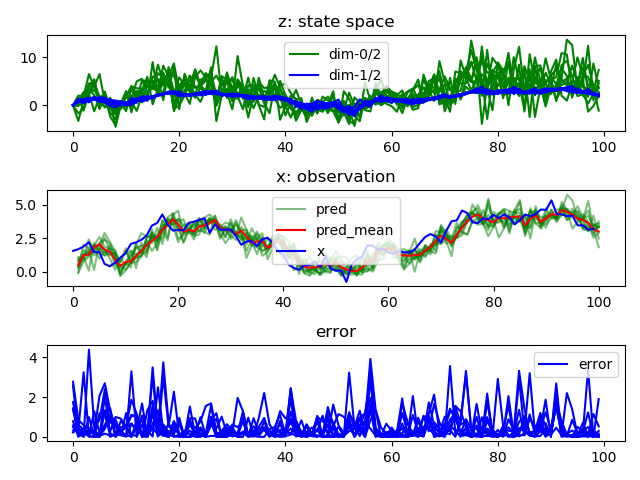 z: state space
10
0
dim-0/2
dim-1/2
0 20 40 60 80 100
x: observation
5.0
2.5
0.0
pred
pred_mean
x
0 20 40 60 80 100
error
4
2
0
error
0 20 40 60 80 100